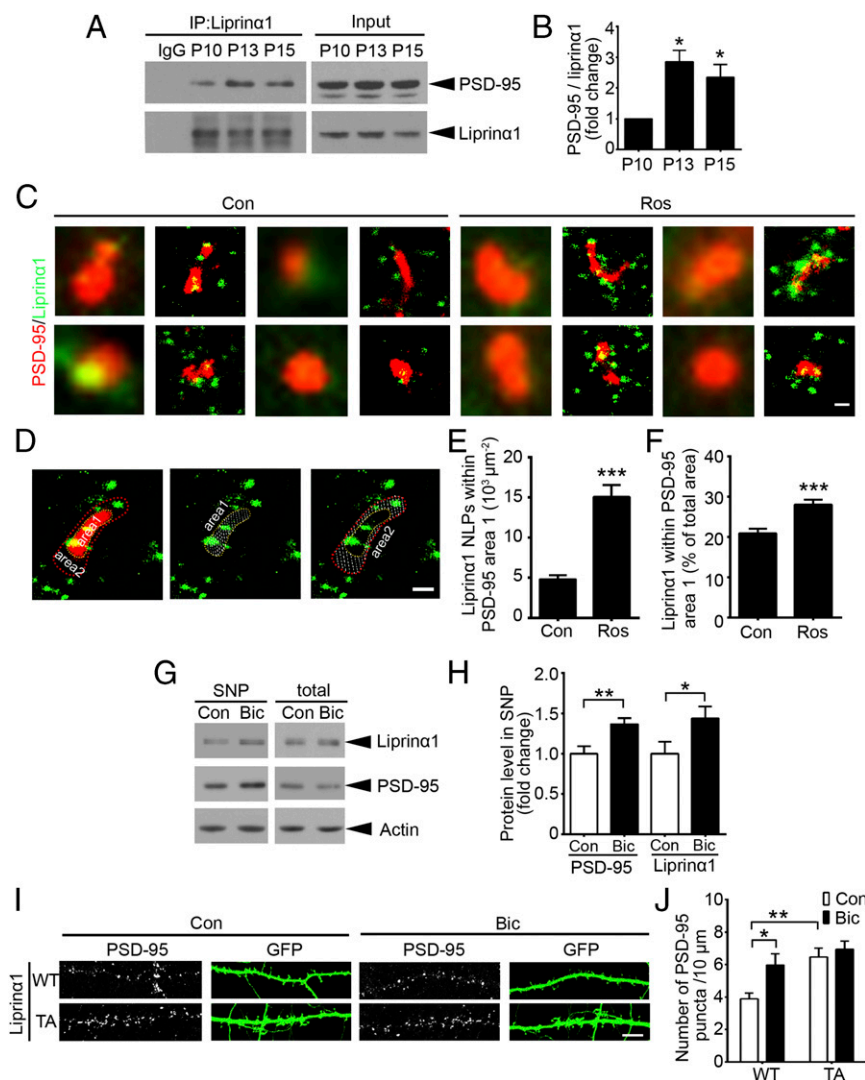 A
IP:Liprinα1
Input
IgG P10 P13 P15
P10 P13 P15
PSD-95
Liprinα1
B
PSD-95 / liprinα1
(fold change)
4
3
2
1
0
*
*
P10 P13 P15
C
Con
Ros
PSD-95/Liprinα1
D
area1
area2
area1
area2
E
Liprinα1 NLPs within
PSD-95 area 1 (10³ μm⁻²)
20
15
10
5
0
***
Con Ros
F
Liprinα1 within PSD-95
area 1 (% of total area)
40
30
20
10
0
***
Con Ros
G
SNP
total
Con Bic
Con Bic
Liprinα1
PSD-95
Actin
H
Protein level in SNP
(fold change)
2.0
1.5
1.0
0.5
0.0
**
*
Con Bic Con Bic
PSD-95 Liprinα1
I
Con
Bic
PSD-95 GFP PSD-95 GFP
Liprinα1
WT
TA
J
Con
Bic
Number of PSD-95
puncta /10 μm
10
8
6
4
2
0
**
*
WT TA